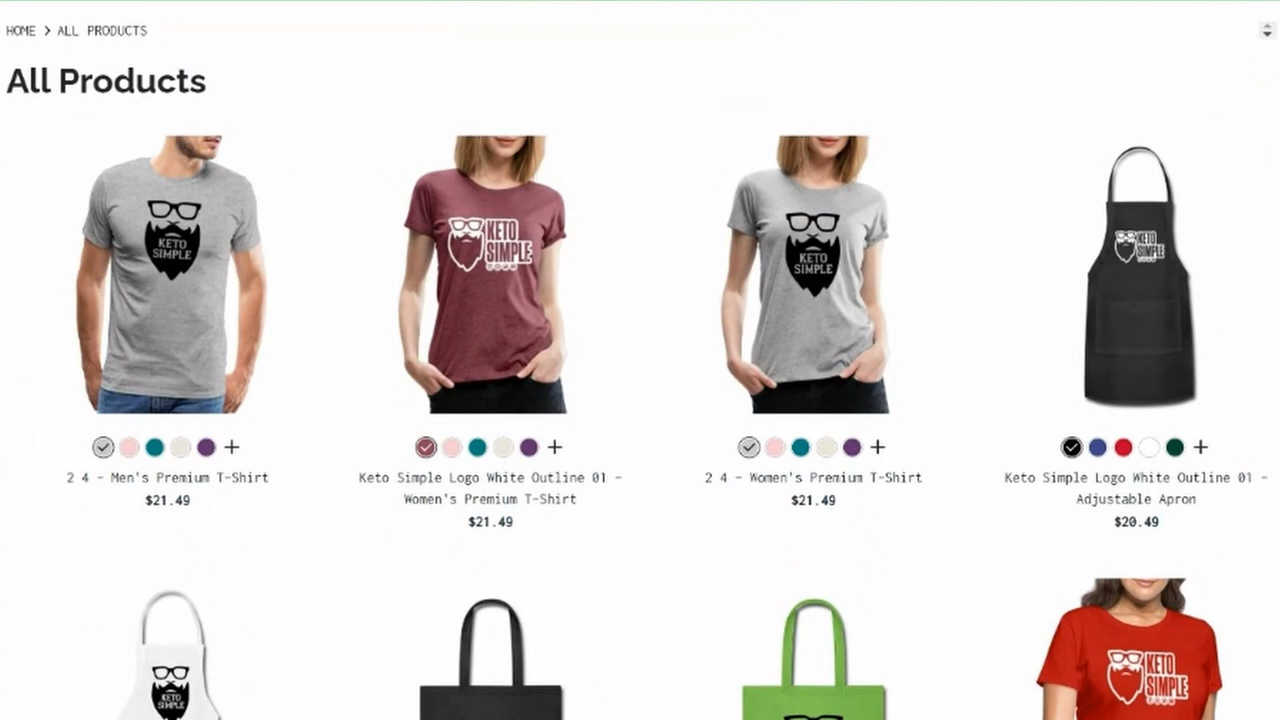 HOME > ALL PRODUCTS
All Products
KETO
SIMPLE
KETO
SIMPLE
KETO
SIMPLE
KETO
SIMPLE
2 4 - Men's Premium T-Shirt
$21.49
Keto Simple Logo White Outline 01 -
Women's Premium T-Shirt
$21.49
2 4 - Women's Premium T-Shirt
$21.49
Keto Simple Logo White Outline 01 -
Adjustable Apron
$20.49
KETO
SIMPLE
KETO
SIMPLE